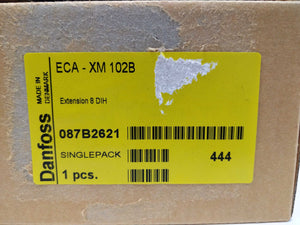 ECA - XM 102B
Extension 8 DIH
087B2621
SINGLEPACK
444
1 pcs.
Danfoss
MADE IN
DENMARK